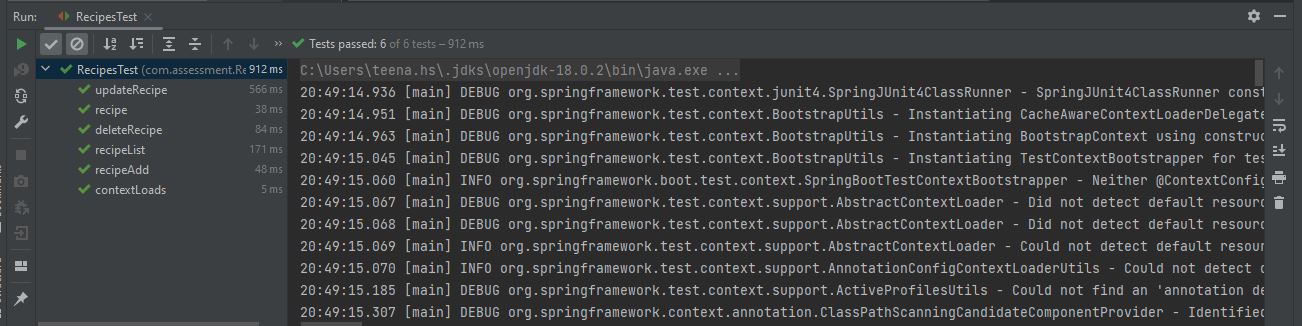 Run: RecipesTest
Tests passed: 6 of 6 tests – 912 ms
RecipesTest (com.assessment.Re 912 ms
updateRecipe 566 ms
recipe 38 ms
deleteRecipe 84 ms
recipeList 171 ms
recipeAdd 48 ms
contextLoads 5 ms
C:\Users\teena.hs\.jdks\openjdk-18.0.2\bin\java.exe ...
20:49:14.936 [main] DEBUG org.springframework.test.context.junit4.SpringJUnit4ClassRunner - SpringJUnit4ClassRunner const
20:49:14.951 [main] DEBUG org.springframework.test.context.BootstrapUtils - Instantiating CacheAwareContextLoaderDelegate
20:49:14.963 [main] DEBUG org.springframework.test.context.BootstrapUtils - Instantiating BootstrapContext using construc
20:49:15.045 [main] DEBUG org.springframework.test.context.BootstrapUtils - Instantiating TestContextBootstrapper for tes
20:49:15.060 [main] INFO org.springframework.boot.test.context.SpringBootTestContextBootstrapper - Neither @ContextConfig
20:49:15.067 [main] DEBUG org.springframework.test.context.support.AbstractContextLoader - Did not detect default resourc
20:49:15.068 [main] DEBUG org.springframework.test.context.support.AbstractContextLoader - Did not detect default resourc
20:49:15.069 [main] INFO org.springframework.test.context.support.AbstractContextLoader - Could not detect default resour
20:49:15.070 [main] INFO org.springframework.test.context.support.AnnotationConfigContextLoaderUtils - Could not detect d
20:49:15.185 [main] DEBUG org.springframework.test.context.support.ActiveProfilesUtils - Could not find an 'annotation de
20:49:15.307 [main] DEBUG org.springframework.context.annotation.ClassPathScanningCandidateComponentProvider - Identified